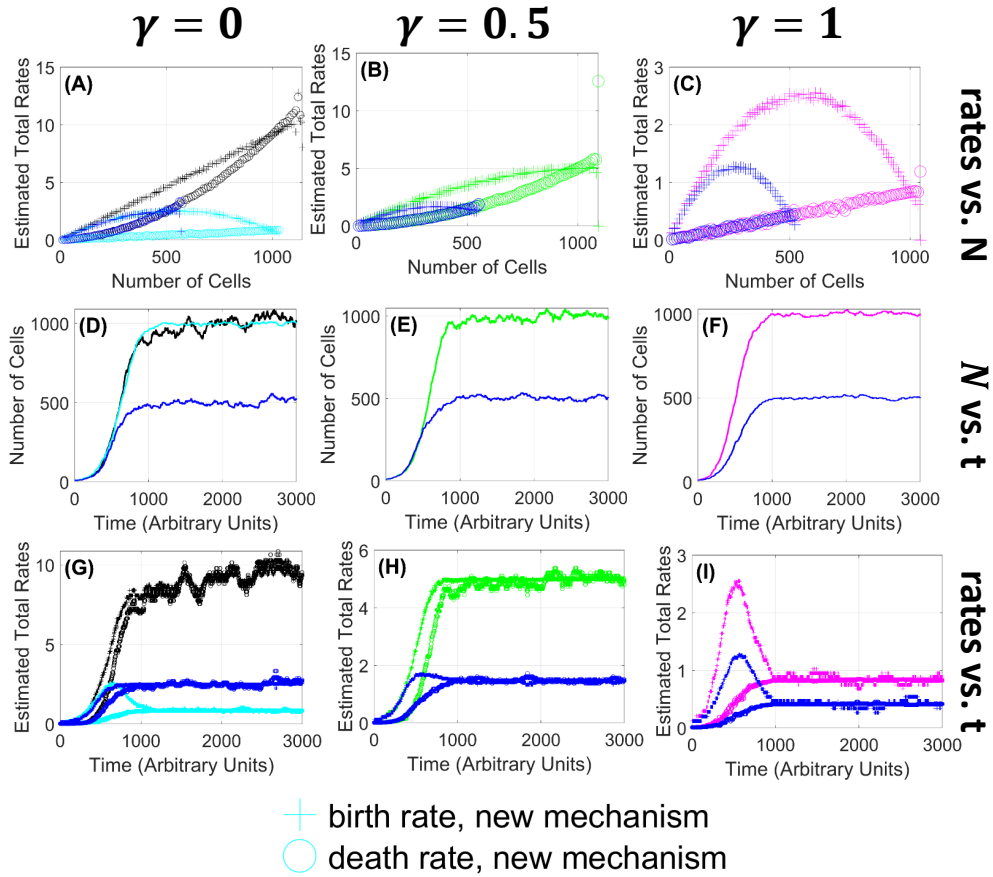 γ = 0
γ = 0.5
γ = 1
(A)
Estimated Total Rates
15
10
5
0
0
500
1000
Number of Cells
(B)
Estimated Total Rates
15
10
5
0
500
1000
Number of Cells
(C)
Estimated Total Rates
3
2
1
0
0
500
1000
Number of Cells
rates vs. N
(D)
Number of Cells
1000
500
0
0
1000
2000
3000
Time (Arbitrary Units)
(E)
Number of Cells
1000
500
0
0
1000
2000
3000
Time (Arbitrary Units)
(F)
Number of Cells
1000
500
0
0
1000
2000
3000
Time (Arbitrary Units)
N vs. t
(G)
Estimated Total Rates
10
5
0
0
1000
2000
3000
Time (Arbitrary Units)
(H)
Estimated Total Rates
6
4
2
0
0
1000
2000
3000
Time (Arbitrary Units)
(I)
Estimated Total Rates
3
2
1
0
0
1000
2000
3000
Time (Arbitrary Units)
rates vs. t
birth rate, new mechanism
death rate, new mechanism